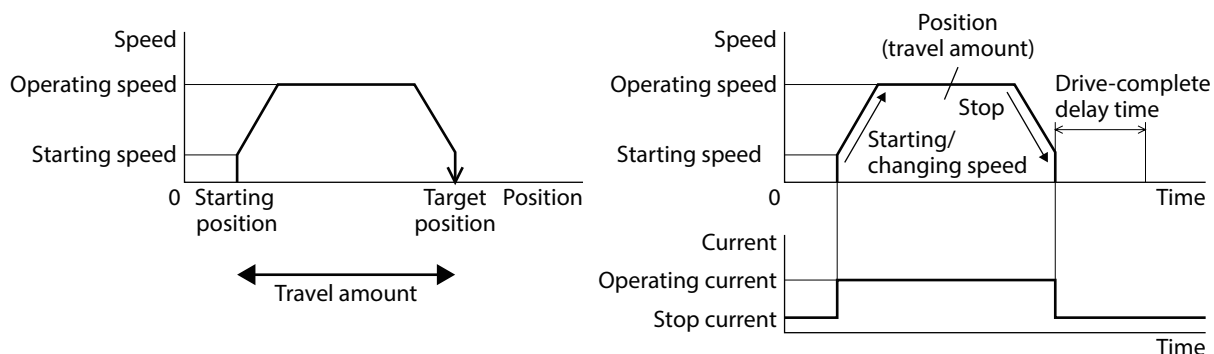 Speed
Operating speed
Starting speed
0
Starting
position
Target
position
Position
Travel amount
Speed
Position
(travel amount)
Operating speed
Drive-complete
delay time
Stop
Starting/
changing speed
Starting speed
0
Time
Current
Operating current
Stop current
Time